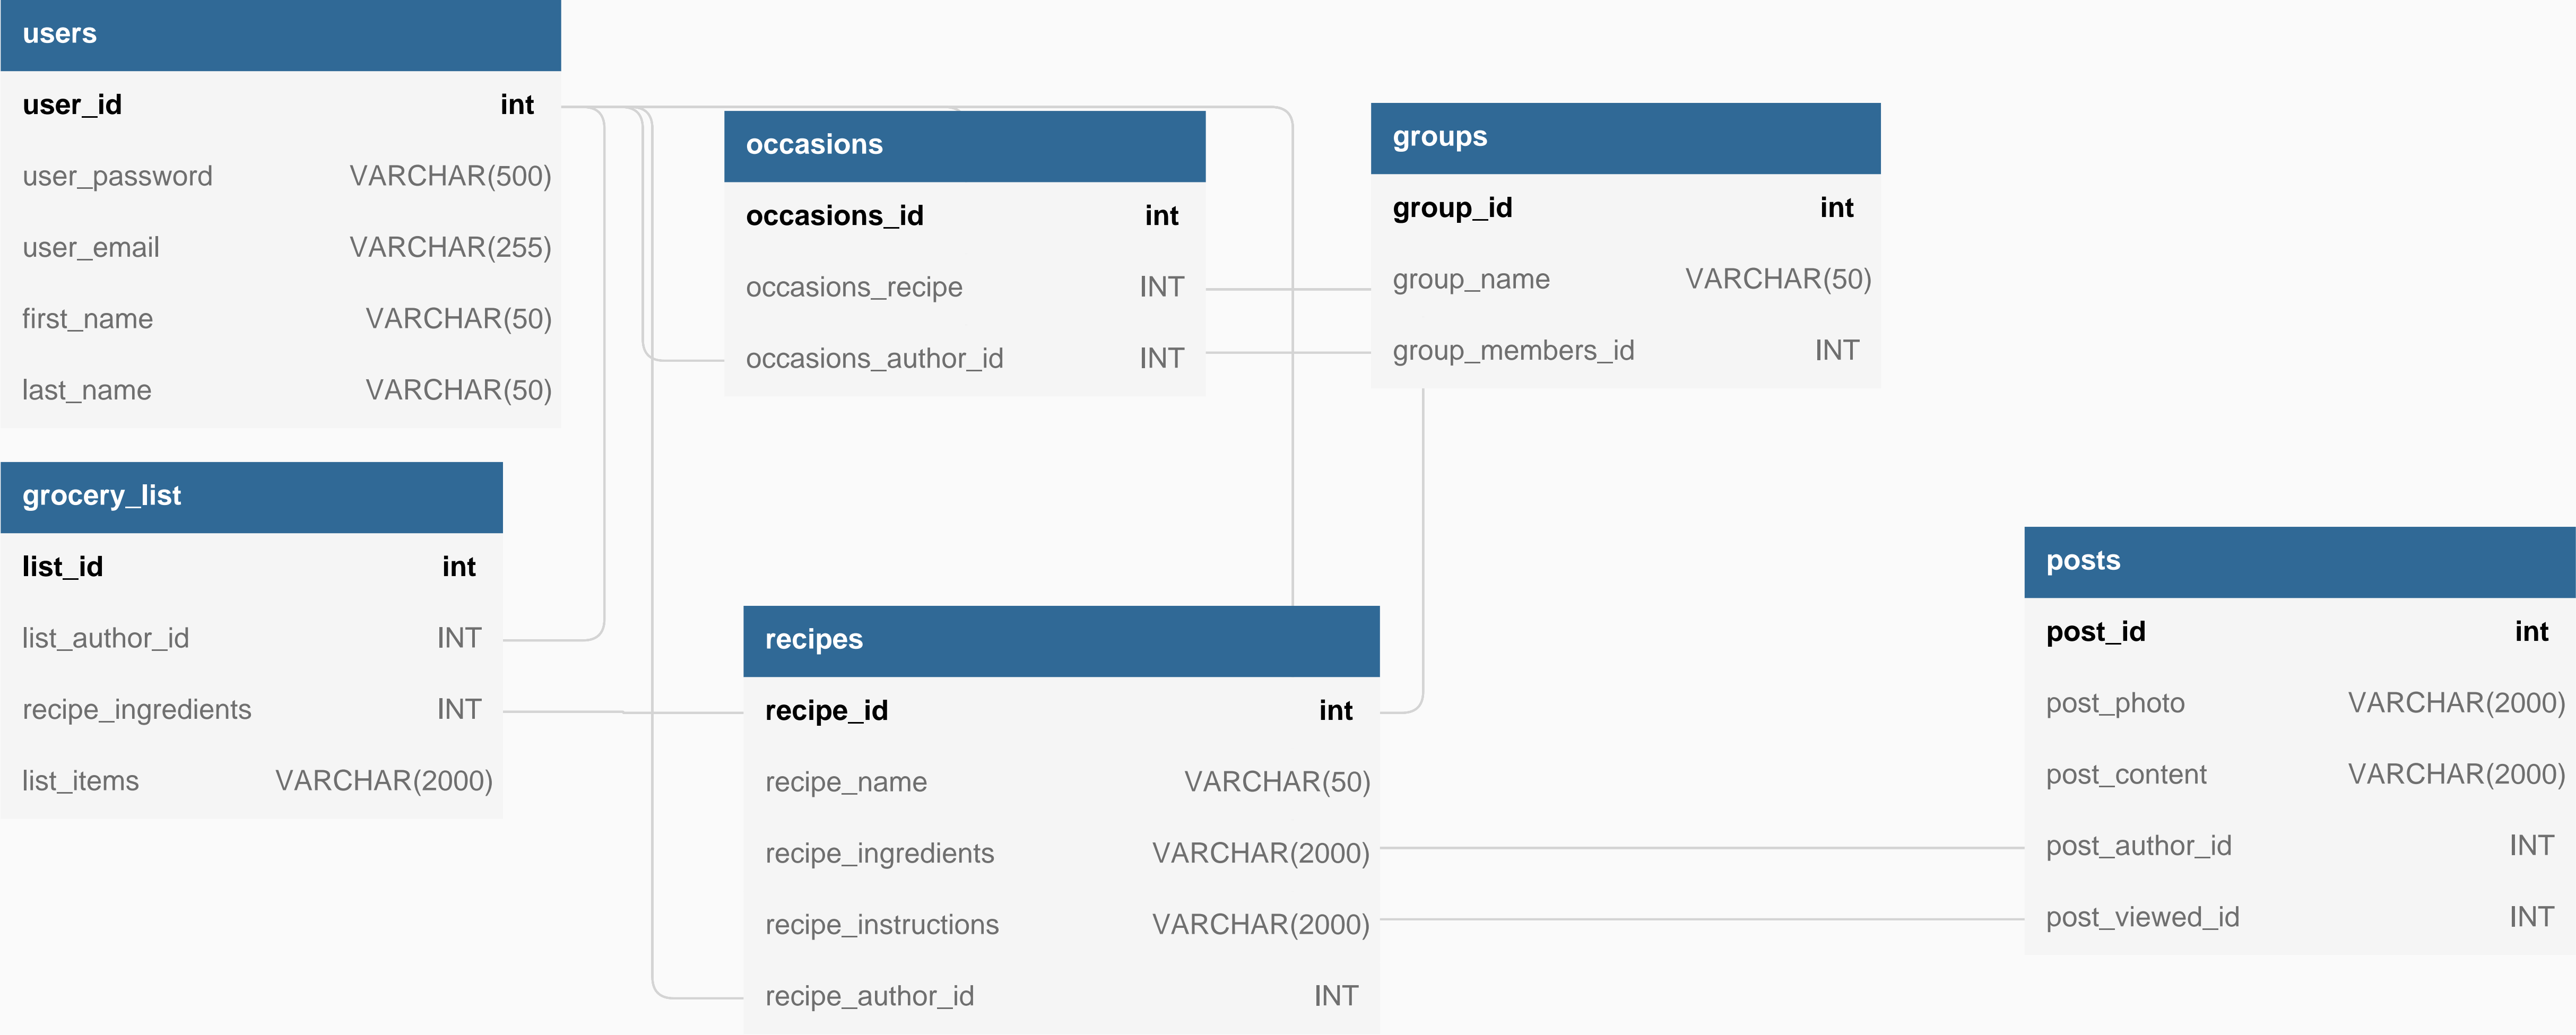 users
user_id int
user_password VARCHAR(500)
user_email VARCHAR(255)
first_name VARCHAR(50)
last_name VARCHAR(50)
occasions
occasions_id int
occasions_recipe INT
occasions_author_id INT
groups
group_id int
group_name VARCHAR(50)
group_members_id INT
grocery_list
list_id int
list_author_id INT
recipe_ingredients INT
list_items VARCHAR(2000)
recipes
recipe_id int
recipe_name VARCHAR(50)
recipe_ingredients VARCHAR(2000)
recipe_instructions VARCHAR(2000)
recipe_author_id INT
posts
post_id int
post_photo VARCHAR(2000)
post_content VARCHAR(2000)
post_author_id INT
post_viewed_id INT